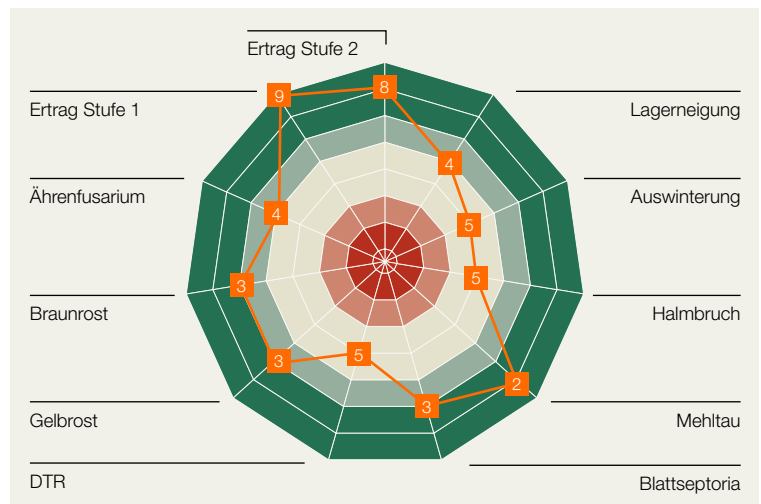 Ertrag Stufe 2
9
8
Ertrag Stufe 1
Lagerneigung
4
Ährenfusarium
Auswinterung
4
5
3
5
Braunrost
Halmbruch
3
5
2
3
Gelbrost
Mehltau
DTR
Blattseptoria